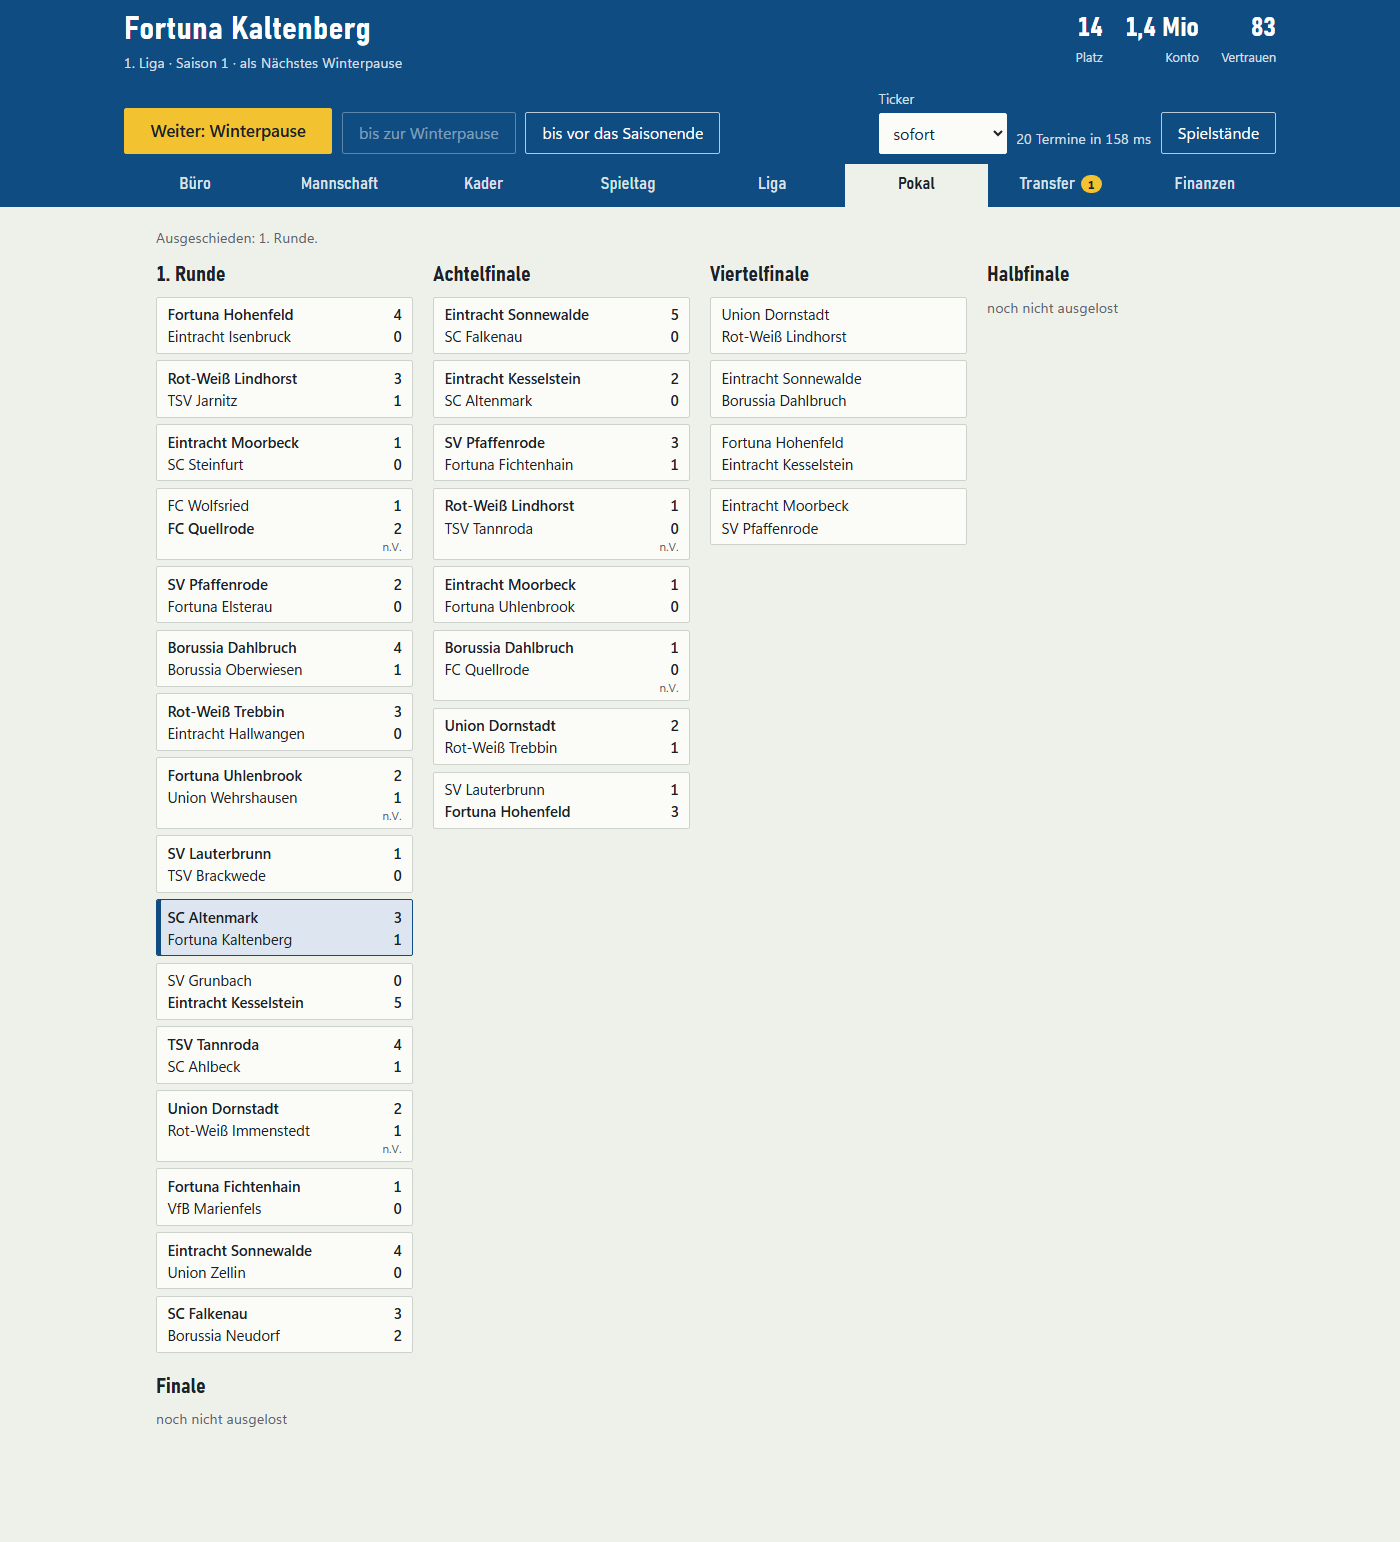 Fortuna Kaltenberg
1. Liga · Saison 1 · als Nächstes Winterpause
14
Platz
1,4 Mio
Konto
83
Vertrauen
Weiter: Winterpause
bis zur Winterpause
bis vor das Saisonende
Ticker
sofort
20 Termine in 158 ms
Spielstände
Büro
Mannschaft
Kader
Spieltag
Liga
Pokal
Transfer 1
Finanzen
Ausgeschieden: 1. Runde.
1. Runde
Fortuna Hohenfeld 4
Eintracht Isenbruck 0
Rot-Weiß Lindhorst 3
TSV Jarnitz 1
Eintracht Moorbeck 1
SC Steinfurt 0
FC Wolfsried 1
FC Quellrode 2
n.V.
SV Pfaffenrode 2
Fortuna Elsterau 0
Borussia Dahlbruch 4
Borussia Oberwiesen 1
Rot-Weiß Trebbin 3
Eintracht Hallwangen 0
Fortuna Uhlenbrook 2
Union Wehrshausen 1
n.V.
SV Lauterbrunn 1
TSV Brackwede 0
SC Altenmark 3
Fortuna Kaltenberg 1
SV Grunbach 0
Eintracht Kesselstein 5
TSV Tannroda 4
SC Ahlbeck 1
Union Dornstadt 2
Rot-Weiß Immenstedt 1
n.V.
Fortuna Fichtenhain 1
VfB Marienfels 0
Eintracht Sonnewalde 4
Union Zellin 0
SC Falkenau 3
Borussia Neudorf 2
Achtelfinale
Eintracht Sonnewalde 5
SC Falkenau 0
Eintracht Kesselstein 2
SC Altenmark 0
SV Pfaffenrode 3
Fortuna Fichtenhain 1
Rot-Weiß Lindhorst 1
TSV Tannroda 0
n.V.
Eintracht Moorbeck 1
Fortuna Uhlenbrook 0
Borussia Dahlbruch 1
FC Quellrode 0
n.V.
Union Dornstadt 2
Rot-Weiß Trebbin 1
SV Lauterbrunn 1
Fortuna Hohenfeld 3
Viertelfinale
Union Dornstadt
Rot-Weiß Lindhorst
Eintracht Sonnewalde
Borussia Dahlbruch
Fortuna Hohenfeld
Eintracht Kesselstein
Eintracht Moorbeck
SV Pfaffenrode
Halbfinale
noch nicht ausgelost
Finale
noch nicht ausgelost